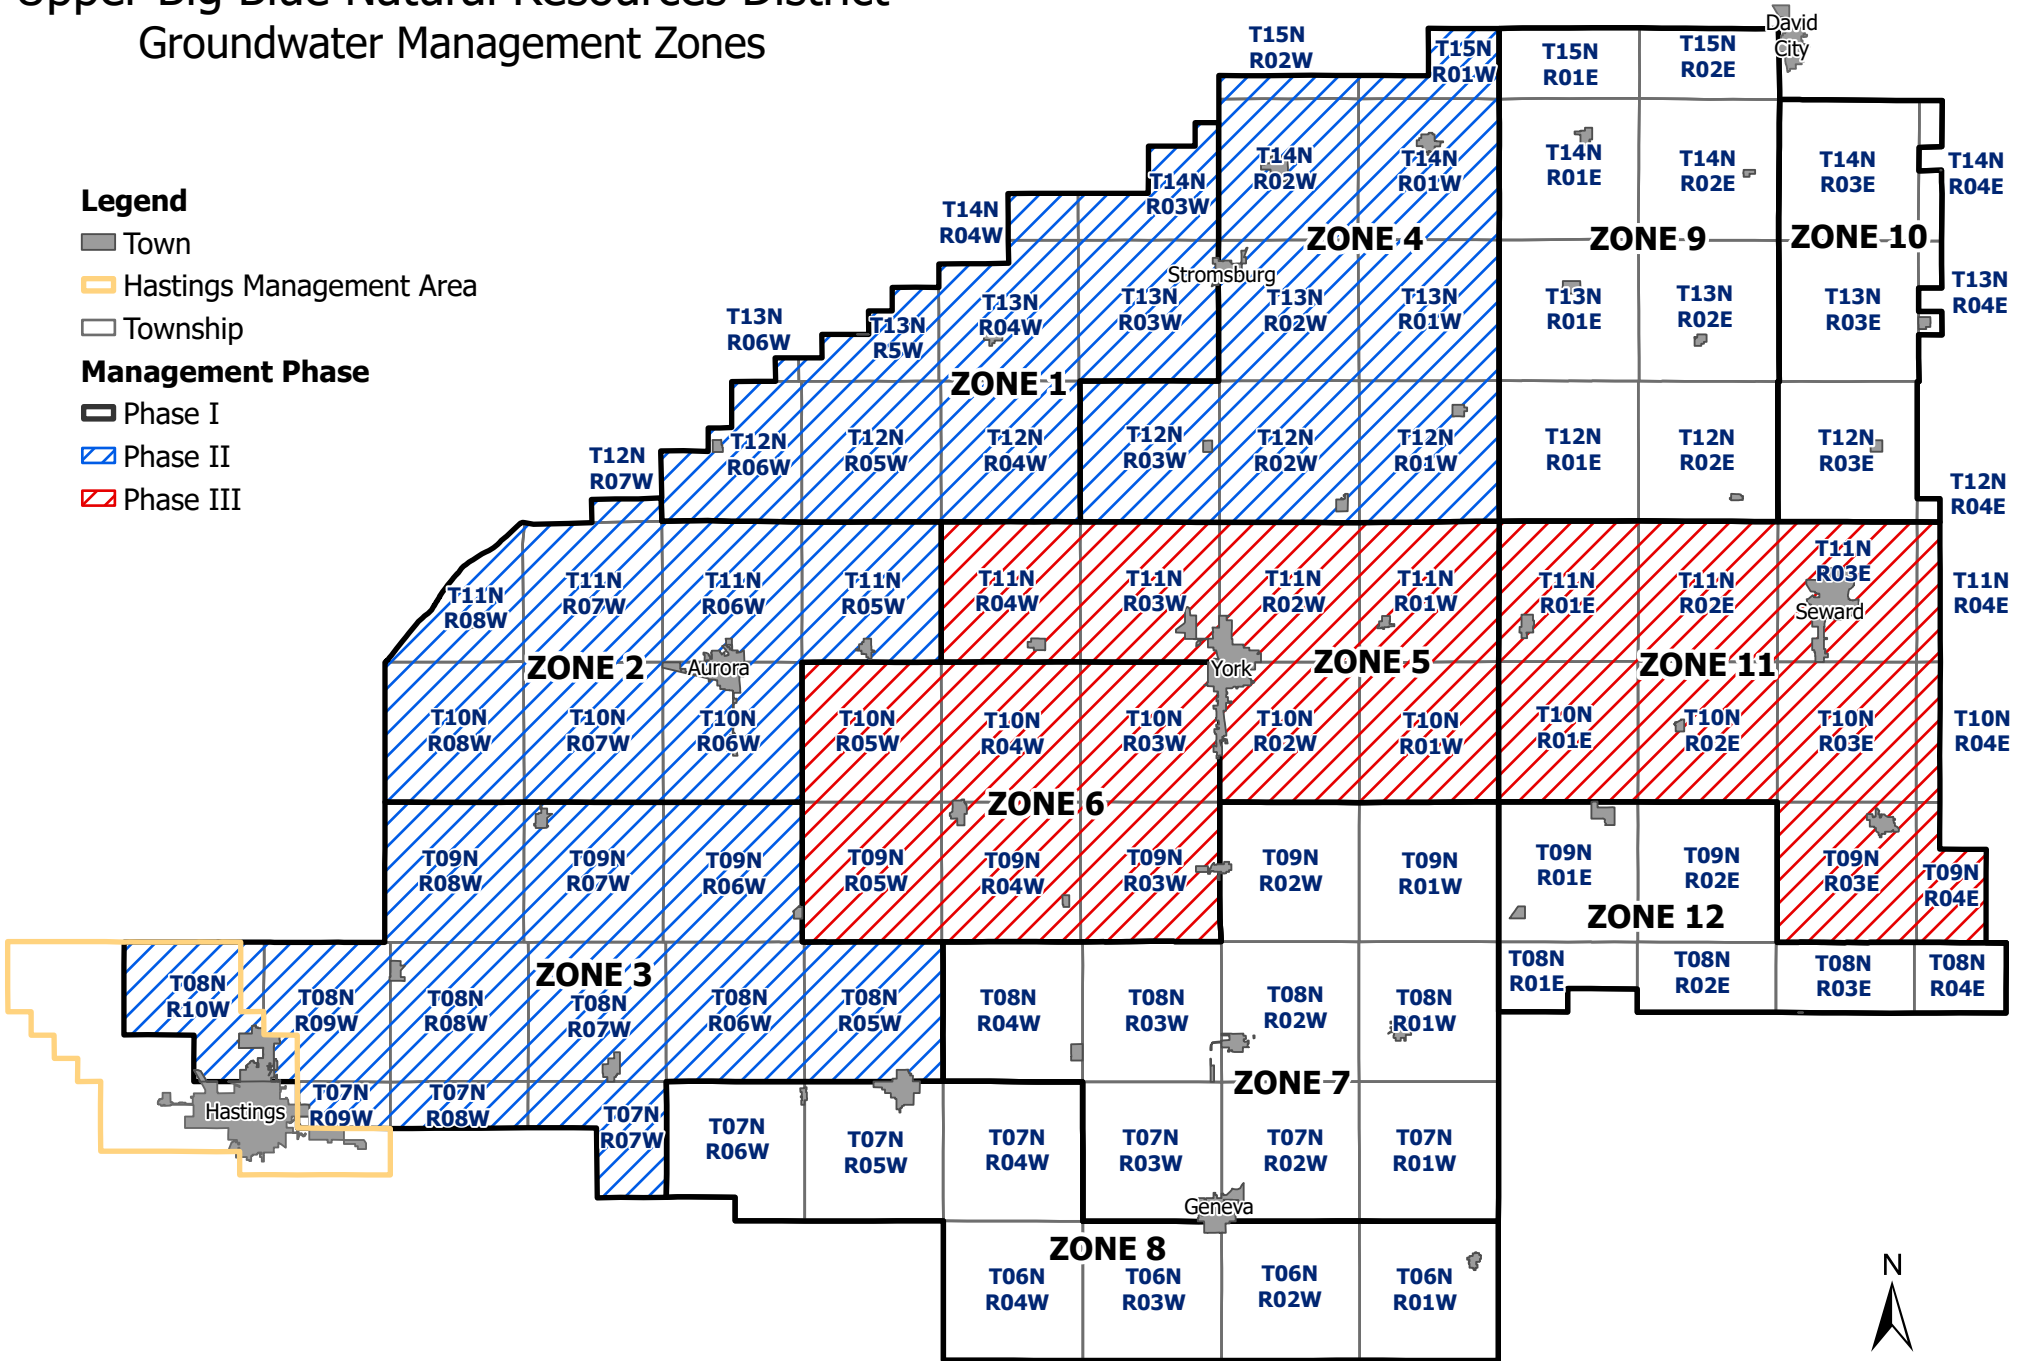 Upper Big Blue Natural Resources District
Groundwater Management Zones
Legend
Town
Hastings Management Area
Township
Management Phase
Phase I
Phase II
Phase III
David
City
T15N
R02W
T15N
R01W
T15N
R01E
T15N
R02E
T14N
R04W
T14N
R03W
T14N
R02W
T14N
R01W
T14N
R01E
T14N
R02E
T14N
R03E
T14N
R04E
ZONE 4
ZONE 9
ZONE 10
Stromsburg
T13N
R06W
T13N
R5W
T13N
R04W
T13N
R03W
T13N
R02W
T13N
R01W
T13N
R01E
T13N
R02E
T13N
R03E
T13N
R04E
ZONE 1
T12N
R07W
T12N
R06W
T12N
R05W
T12N
R04W
T12N
R03W
T12N
R02W
T12N
R01W
T12N
R01E
T12N
R02E
T12N
R03E
T12N
R04E
T11N
R08W
T11N
R07W
T11N
R06W
T11N
R05W
T11N
R04W
T11N
R03W
T11N
R02W
T11N
R01W
T11N
R01E
T11N
R02E
T11N
R03E
T11N
R04E
Seward
ZONE 2
Aurora
York
ZONE 5
ZONE 11
T10N
R08W
T10N
R07W
T10N
R06W
T10N
R05W
T10N
R04W
T10N
R03W
T10N
R02W
T10N
R01W
T10N
R01E
T10N
R02E
T10N
R03E
T10N
R04E
ZONE 6
T09N
R08W
T09N
R07W
T09N
R06W
T09N
R05W
T09N
R04W
T09N
R03W
T09N
R02W
T09N
R01W
T09N
R01E
T09N
R02E
T09N
R03E
T09N
R04E
ZONE 12
ZONE 3
T08N
R10W
T08N
R09W
T08N
R08W
T08N
R07W
T08N
R06W
T08N
R05W
T08N
R04W
T08N
R03W
T08N
R02W
T08N
R01W
T08N
R01E
T08N
R02E
T08N
R03E
T08N
R04E
ZONE 7
Hastings
T07N
R09W
T07N
R08W
T07N
R07W
T07N
R06W
T07N
R05W
T07N
R04W
T07N
R03W
T07N
R02W
T07N
R01W
Geneva
ZONE 8
T06N
R04W
T06N
R03W
T06N
R02W
T06N
R01W
N